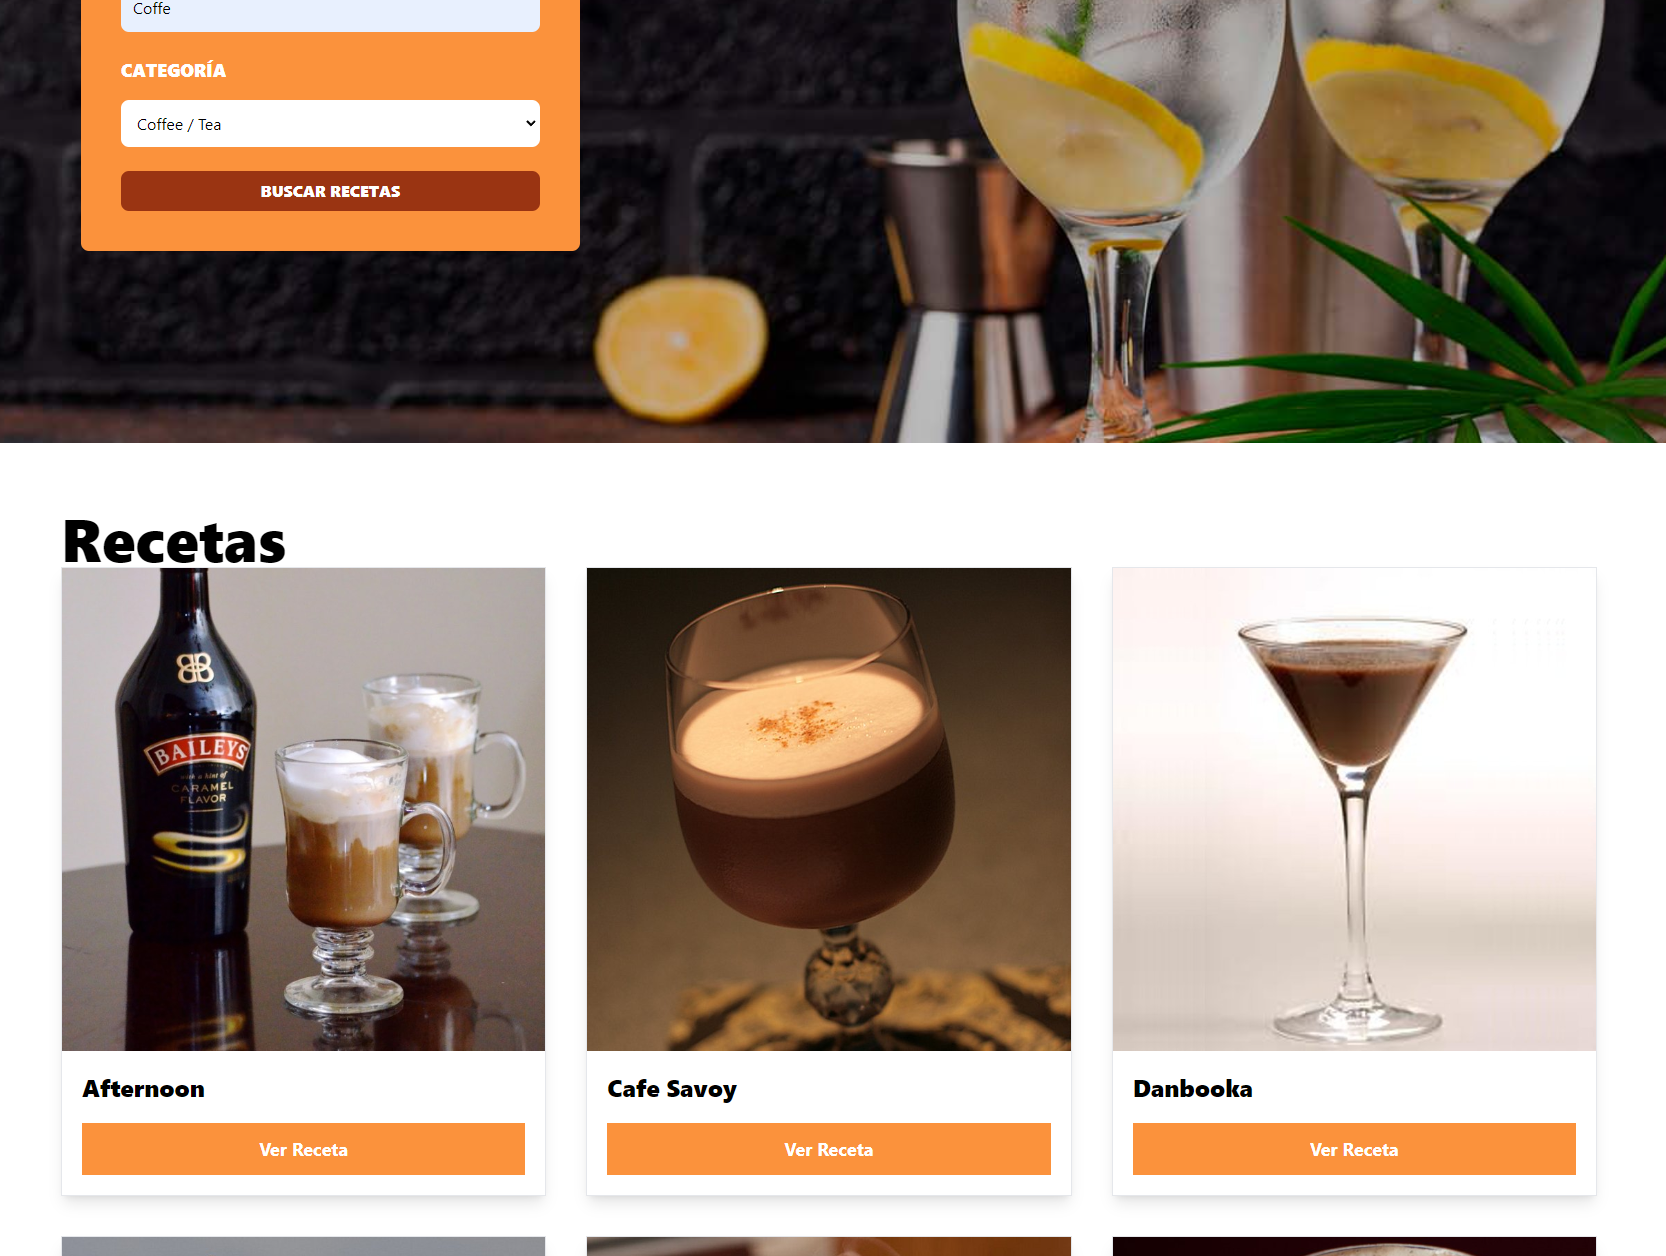 Coffe
CATEGORÍA
Coffee / Tea
BUSCAR RECETAS
Recetas
BAILEYS
with a hint of
CARAMEL
FLAVOR
Afternoon
Cafe Savoy
Danbooka
Ver Receta
Ver Receta
Ver Receta